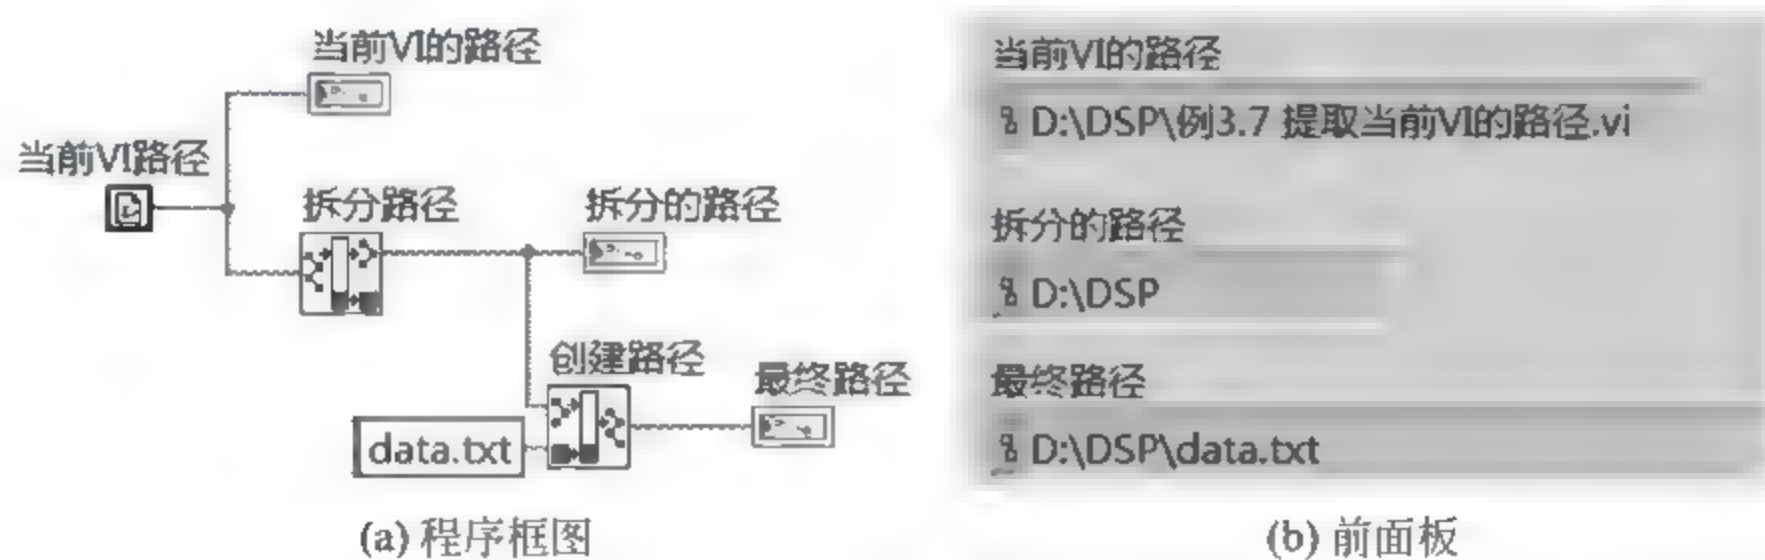 当前VI的路径
当前VI路径
拆分路径
拆分的路径
创建路径
最终路径
data.txt
(a) 程序框图
当前VI的路径
D:\DSP\例3.7 提取当前VI的路径.vi
拆分的路径
D:\DSP
最终路径
D:\DSP\data.txt
(b) 前面板